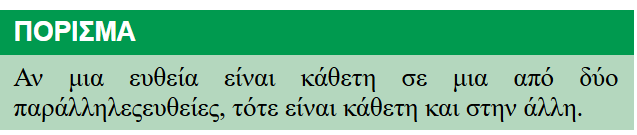 ΠΟΡΙΣΜΑ
Αν μια ευθεία είναι κάθετη σε μια από δύο
παράλληλεςευθείες, τότε είναι κάθετη και στην άλλη.